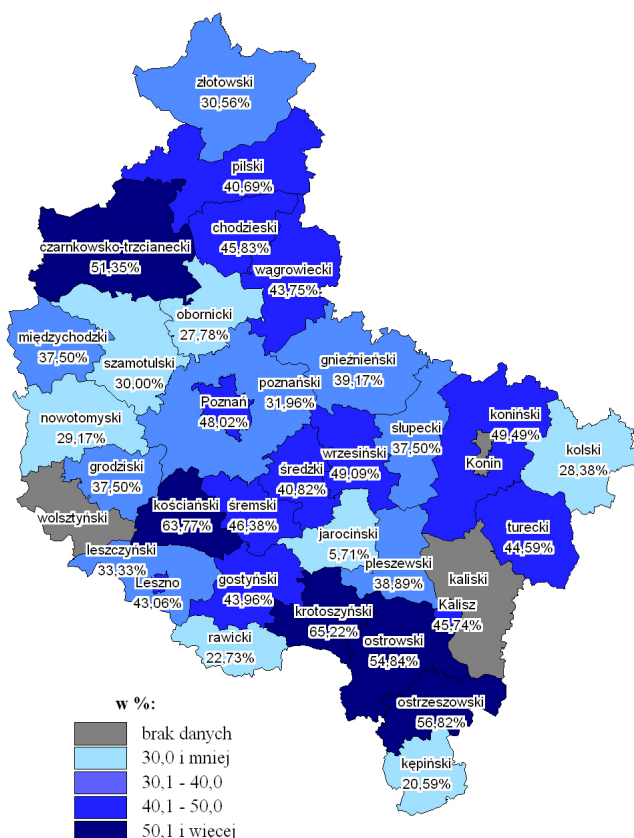 złotowski
30,56%
pilski
40,69%
chodzieski
45,83%
czarnkowsko-trzcianecki
51,35%
wągrowiecki
43,75%
obornicki
27,78%
międzychodzki
37,50%
szamotulski
30,00%
gnieźnieński
39,17%
poznański
31,96%
Poznań
48,02%
nowotomyski
29,17%
słupecki
37,50%
koniński
49,49%
Konin
kolski
28,38%
grodziski
37,50%
wrzesiński
49,09%
średzki
40,82%
kościański
63,77%
śremski
46,38%
wolsztyński
turecki
44,59%
jarociński
5,71%
leszczyński
33,33%
pleszewski
38,89%
Leszno
43,06%
gostyński
43,96%
kaliski
Kalisz
45,74%
krotoszyński
65,22%
rawicki
22,73%
ostrowski
54,84%
ostrzeszowski
56,82%
kępiński
20,59%
w %:
brak danych
30,0 i mniej
30,1 - 40,0
40,1 - 50,0
50,1 i więcej